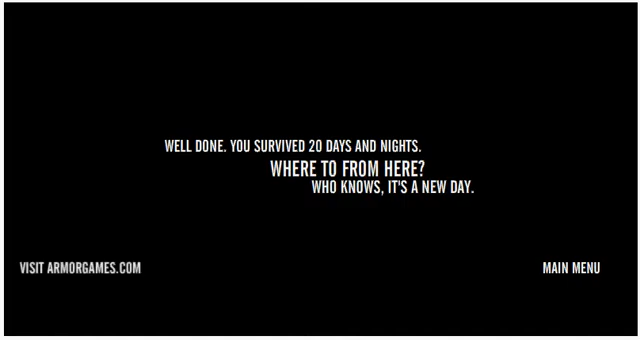 WELL DONE. YOU SURVIVED 20 DAYS AND NIGHTS.
WHERE TO FROM HERE?
WHO KNOWS, IT'S A NEW DAY.
VISIT ARMORGAMES.COM
MAIN MENU